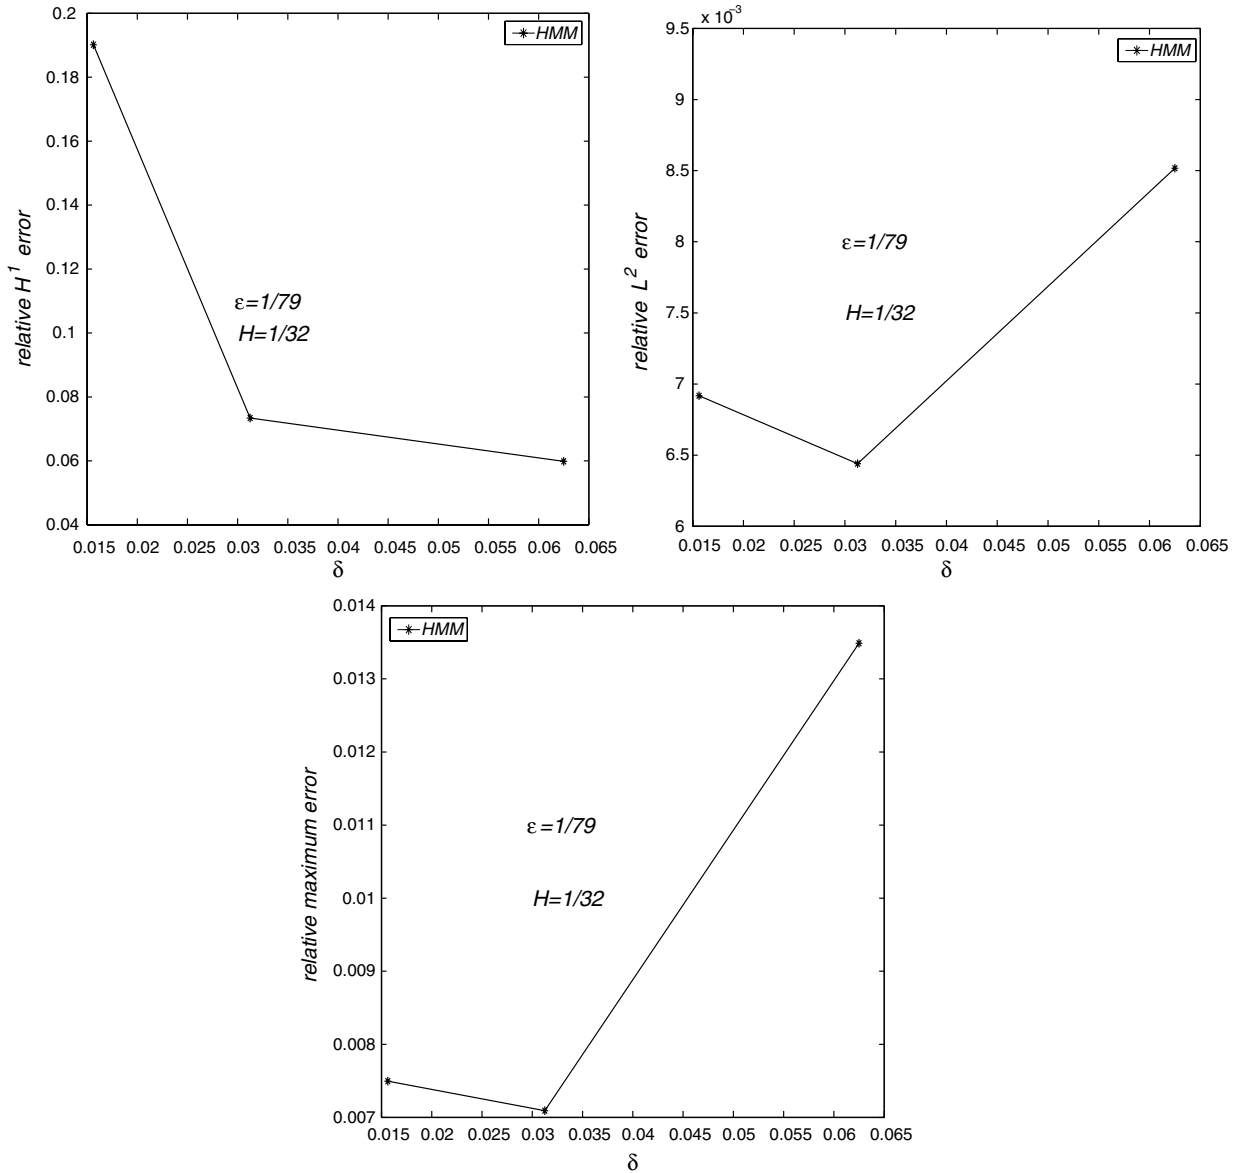 0.2
0.18
0.16
0.14
0.12
0.1
0.08
0.06
0.04
relative H^1 error
HMM
ε=1/79
H=1/32
0.015 0.02 0.025 0.03 0.035 0.04 0.045 0.05 0.055 0.06 0.065
δ
x 10^−3
9.5
9
8.5
8
7.5
7
6.5
6
relative L^2 error
HMM
ε=1/79
H=1/32
0.015 0.02 0.025 0.03 0.035 0.04 0.045 0.05 0.055 0.06 0.065
δ
0.014
0.013
0.012
0.011
0.01
0.009
0.008
0.007
relative maximum error
HMM
ε=1/79
H=1/32
0.015 0.02 0.025 0.03 0.035 0.04 0.045 0.05 0.055 0.06 0.065
δ